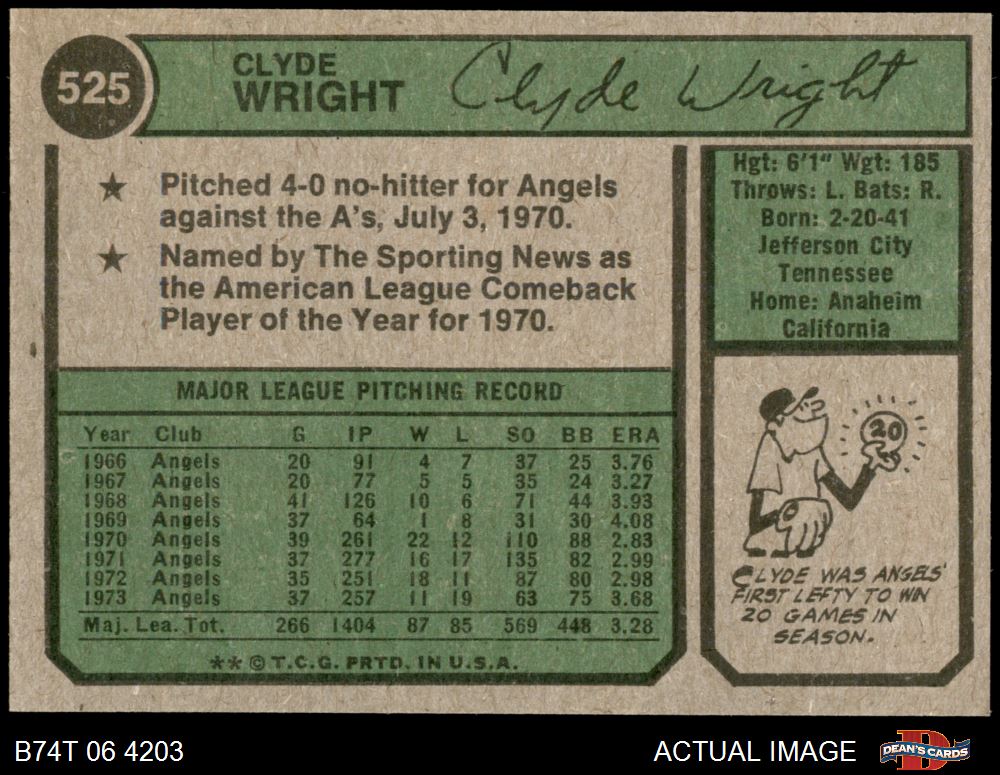 525
CLYDE
WRIGHT
Clyde Wright
★ Pitched 4-0 no-hitter for Angels
against the A's, July 3, 1970.
★ Named by The Sporting News as
the American League Comeback
Player of the Year for 1970.
Hgt: 6'1" Wgt: 185
Throws: L. Bats: R.
Born: 2-20-41
Jefferson City
Tennessee
Home: Anaheim
California
MAJOR LEAGUE PITCHING RECORD
Year Club G IP W L SO BB ERA
1966 Angels 20 91 4 7 37 25 3.76
1967 Angels 20 77 5 5 35 24 3.27
1968 Angels 41 126 10 6 71 44 3.93
1969 Angels 37 64 1 8 31 30 4.08
1970 Angels 39 261 22 12 110 88 2.83
1971 Angels 37 277 16 17 135 82 2.99
1972 Angels 35 251 18 11 87 80 2.98
1973 Angels 37 257 11 19 63 75 3.68
Maj. Lea. Tot. 266 1404 87 85 569 448 3.28
** © T.C.G. PRTD. IN U.S.A.
20
CLYDE WAS ANGELS'
FIRST LEFTY TO WIN
20 GAMES IN
SEASON.
B74T 06 4203
ACTUAL IMAGE
DEAN'S CARDS